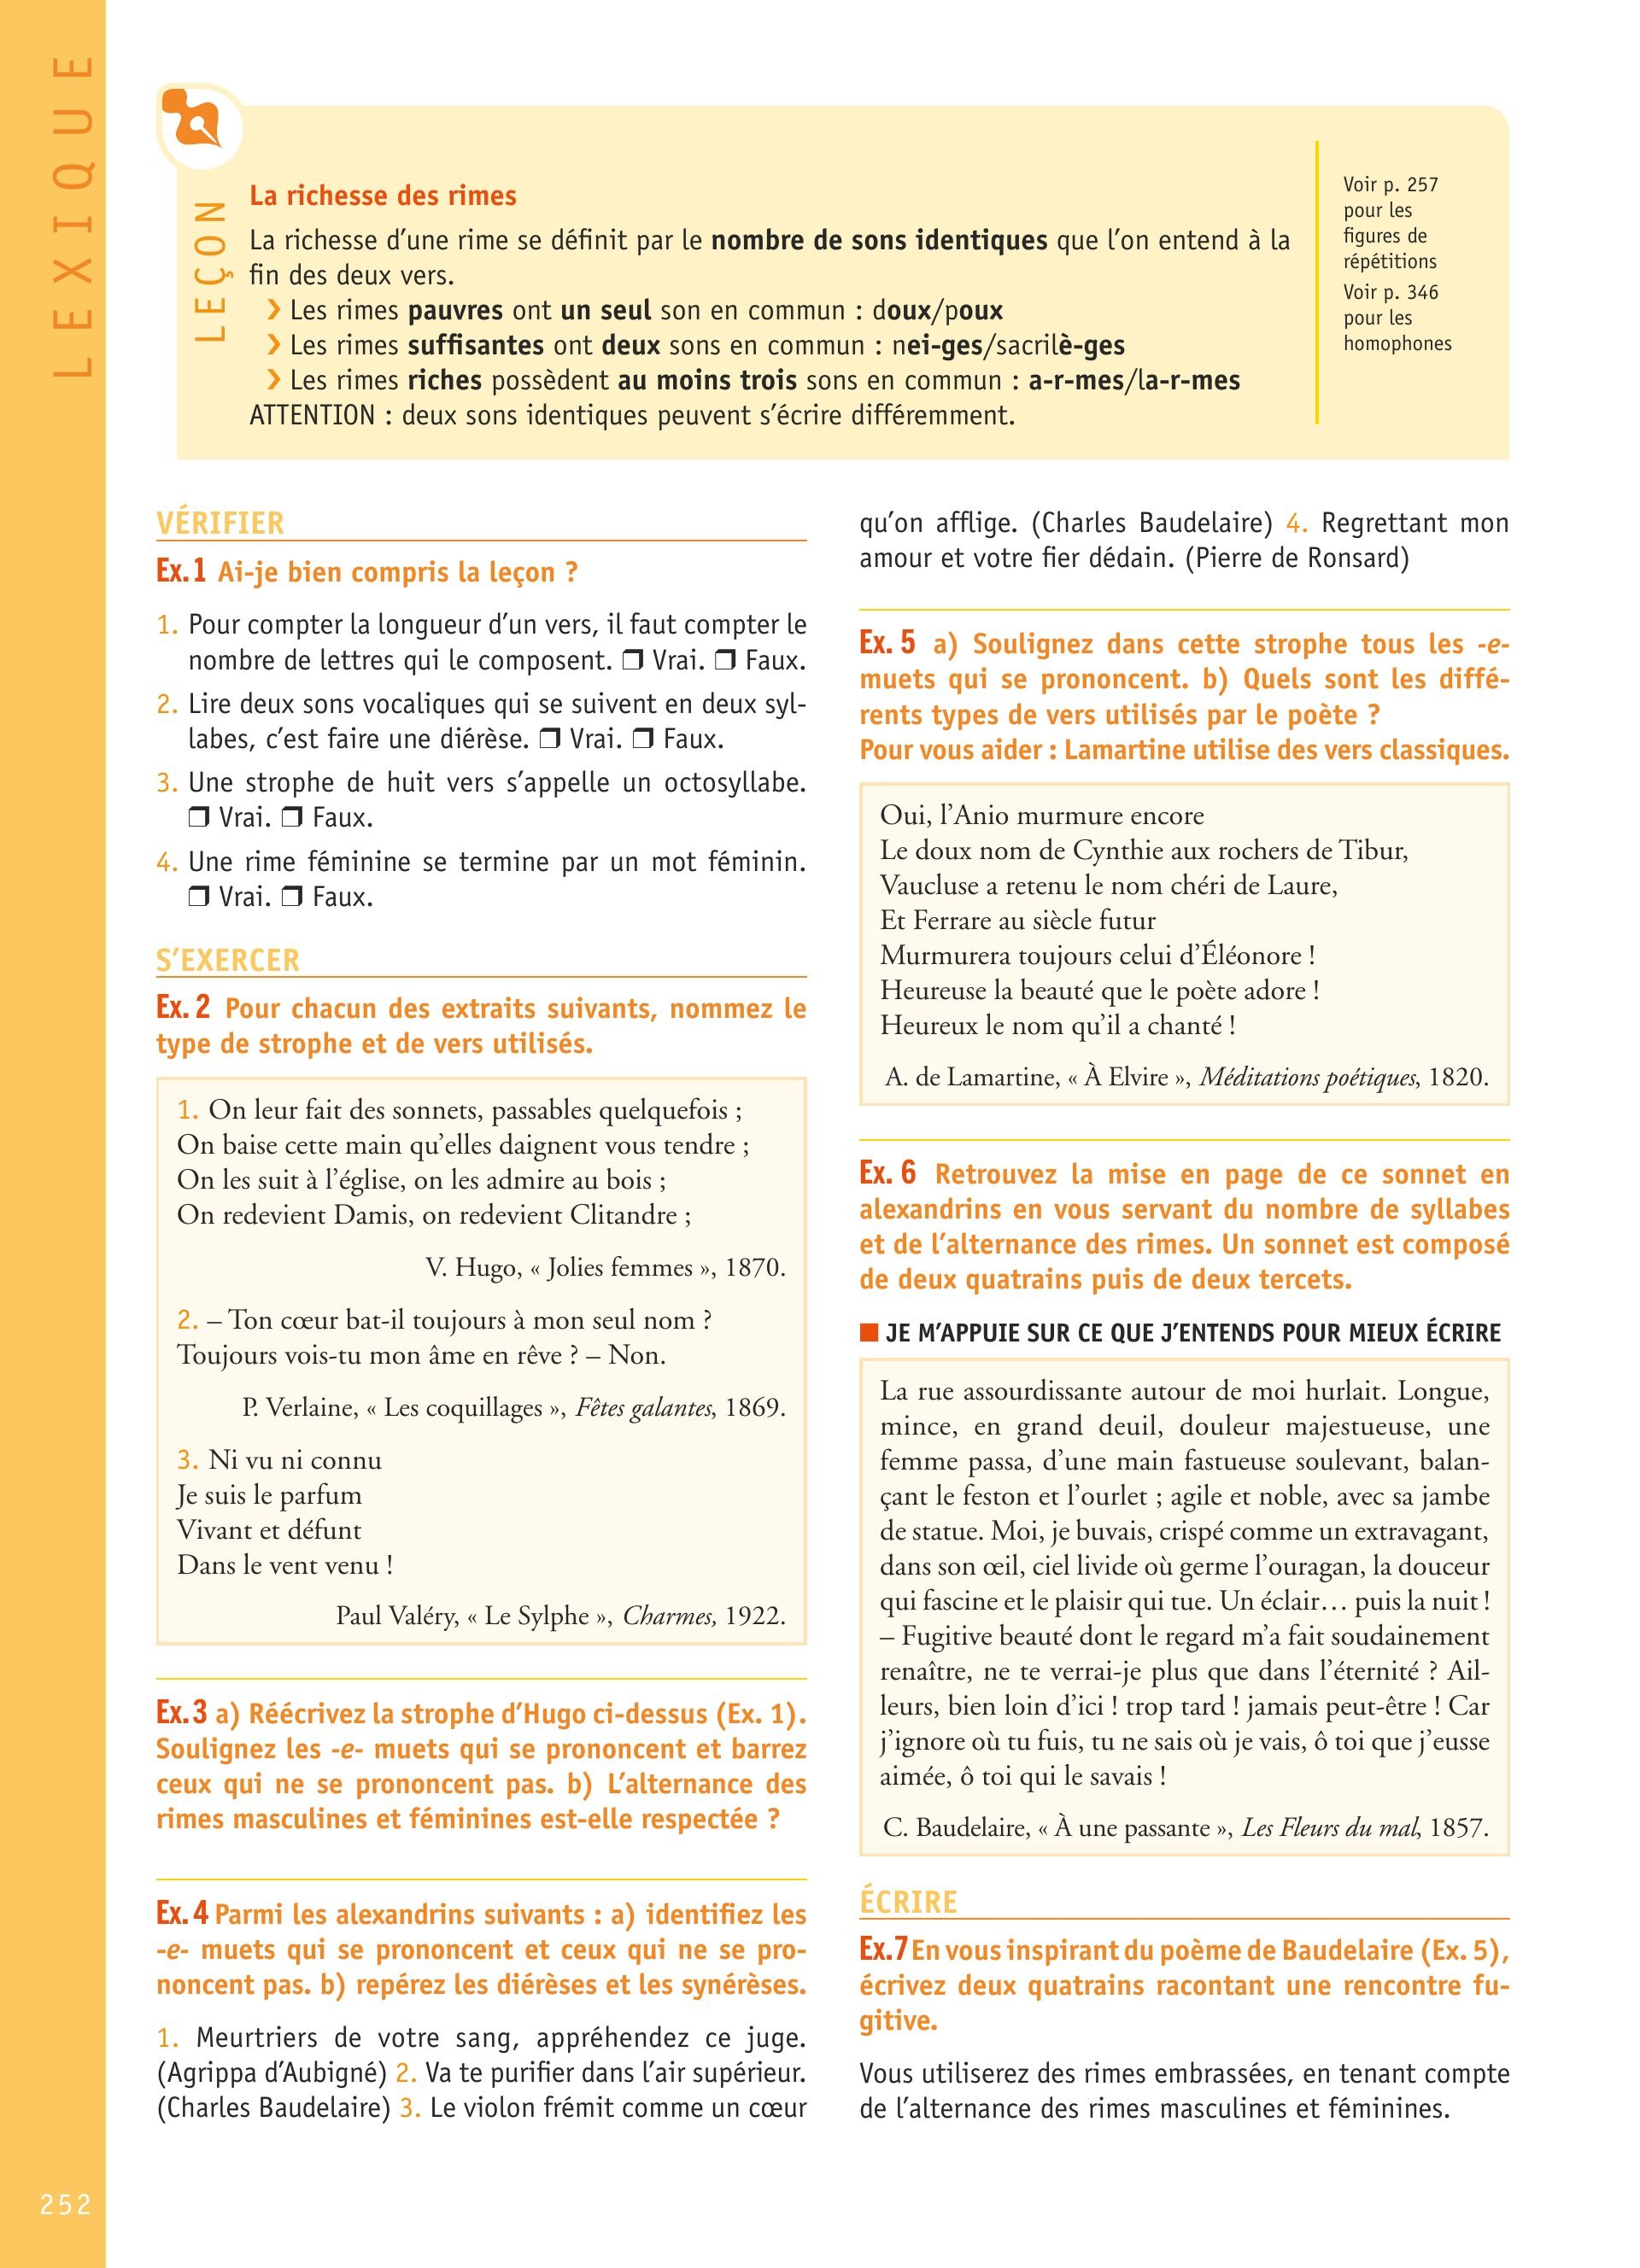 LEXIQUE
LEÇON
La richesse des rimes
La richesse d’une rime se définit par le nombre de sons identiques que l’on entend à la
fin des deux vers.
❯ Les rimes pauvres ont un seul son en commun : doux/poux
❯ Les rimes suffisantes ont deux sons en commun : nei-ges/sacrilè-ges
❯ Les rimes riches possèdent au moins trois sons en commun : a-r-mes/la-r-mes
ATTENTION : deux sons identiques peuvent s’écrire différemment.
Voir p. 257
pour les
figures de
répétitions
Voir p. 346
pour les
homophones
VÉRIFIER
Ex. 1 Ai-je bien compris la leçon ?
1. Pour compter la longueur d’un vers, il faut compter le
nombre de lettres qui le composent. ❒ Vrai. ❒ Faux.
2. Lire deux sons vocaliques qui se suivent en deux syl-
labes, c’est faire une diérèse. ❒ Vrai. ❒ Faux.
3. Une strophe de huit vers s’appelle un octosyllabe.
❒ Vrai. ❒ Faux.
4. Une rime féminine se termine par un mot féminin.
❒ Vrai. ❒ Faux.
S’EXERCER
Ex. 2 Pour chacun des extraits suivants, nommez le
type de strophe et de vers utilisés.
1. On leur fait des sonnets, passables quelquefois ;
On baise cette main qu’elles daignent vous tendre ;
On les suit à l’église, on les admire au bois ;
On redevient Damis, on redevient Clitandre ;
V. Hugo, « Jolies femmes », 1870.
2. – Ton cœur bat-il toujours à mon seul nom ?
Toujours vois-tu mon âme en rêve ? – Non.
P. Verlaine, « Les coquillages », Fêtes galantes, 1869.
3. Ni vu ni connu
Je suis le parfum
Vivant et défunt
Dans le vent venu !
Paul Valéry, « Le Sylphe », Charmes, 1922.
Ex. 3 a) Réécrivez la strophe d’Hugo ci-dessus (Ex. 1).
Soulignez les -e- muets qui se prononcent et barrez
ceux qui ne se prononcent pas. b) L’alternance des
rimes masculines et féminines est-elle respectée ?
Ex. 4 Parmi les alexandrins suivants : a) identifiez les
-e- muets qui se prononcent et ceux qui ne se pro-
noncent pas. b) repérez les diérèses et les synérèses.
1. Meurtriers de votre sang, appréhendez ce juge.
(Agrippa d’Aubigné) 2. Va te purifier dans l’air supérieur.
(Charles Baudelaire) 3. Le violon frémit comme un cœur
qu’on afflige. (Charles Baudelaire) 4. Regrettant mon
amour et votre fier dédain. (Pierre de Ronsard)
Ex. 5 a) Soulignez dans cette strophe tous les -e-
muets qui se prononcent. b) Quels sont les diffé-
rents types de vers utilisés par le poète ?
Pour vous aider : Lamartine utilise des vers classiques.
Oui, l’Anio murmure encore
Le doux nom de Cynthie aux rochers de Tibur,
Vaucluse a retenu le nom chéri de Laure,
Et Ferrare au siècle futur
Murmurera toujours celui d’Éléonore !
Heureuse la beauté que le poète adore !
Heureux le nom qu’il a chanté !
A. de Lamartine, « À Elvire », Méditations poétiques, 1820.
Ex. 6 Retrouvez la mise en page de ce sonnet en
alexandrins en vous servant du nombre de syllabes
et de l’alternance des rimes. Un sonnet est composé
de deux quatrains puis de deux tercets.
■ JE M’APPUIE SUR CE QUE J’ENTENDS POUR MIEUX ÉCRIRE
La rue assourdissante autour de moi hurlait. Longue,
mince, en grand deuil, douleur majestueuse, une
femme passa, d’une main fastueuse soulevant, balan-
çant le feston et l’ourlet ; agile et noble, avec sa jambe
de statue. Moi, je buvais, crispé comme un extravagant,
dans son œil, ciel livide où germe l’ouragan, la douceur
qui fascine et le plaisir qui tue. Un éclair… puis la nuit !
– Fugitive beauté dont le regard m’a fait soudainement
renaître, ne te verrai-je plus que dans l’éternité ? Ail-
leurs, bien loin d’ici ! trop tard ! jamais peut-être ! Car
j’ignore où tu fuis, tu ne sais où je vais, ô toi que j’eusse
aimée, ô toi qui le savais !
C. Baudelaire, « À une passante », Les Fleurs du mal, 1857.
ÉCRIRE
Ex. 7 En vous inspirant du poème de Baudelaire (Ex. 5),
écrivez deux quatrains racontant une rencontre fu-
gitive.
Vous utiliserez des rimes embrassées, en tenant compte
de l’alternance des rimes masculines et féminines.
252